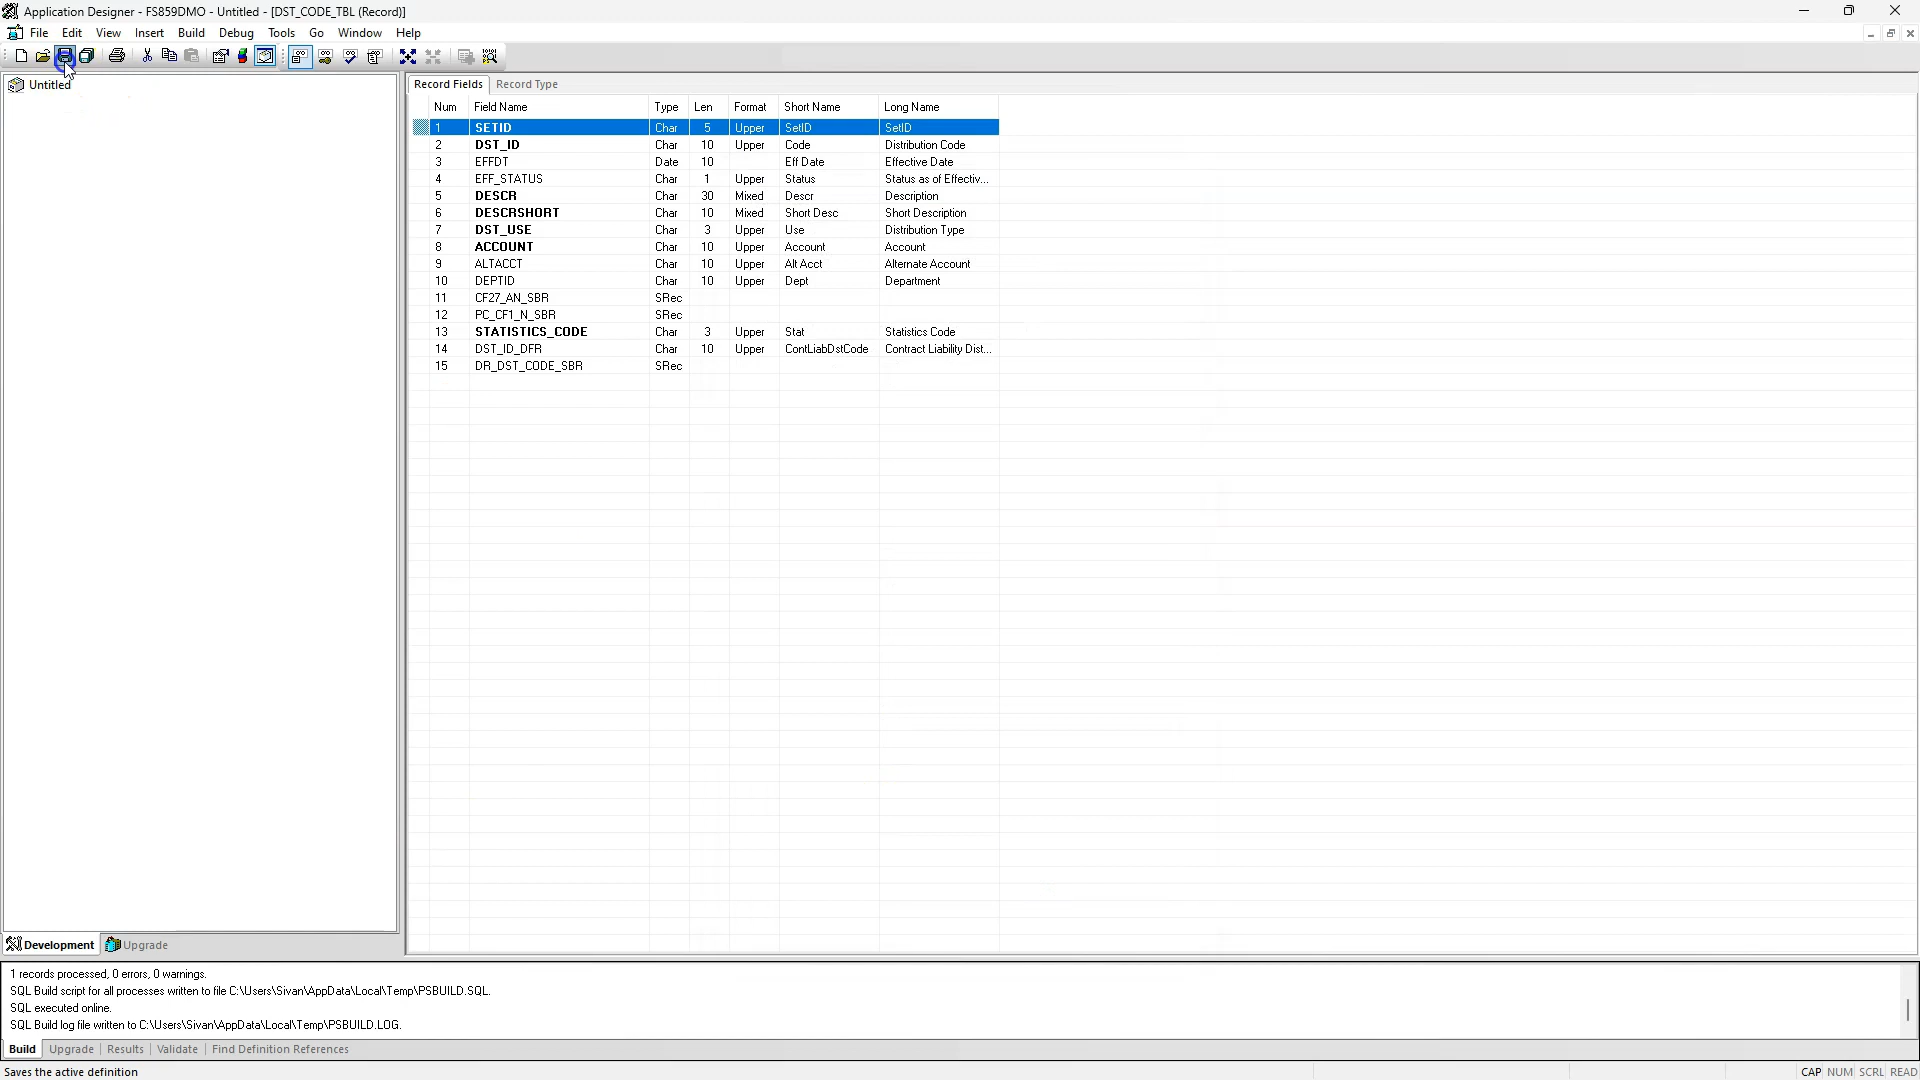 Application Designer - FS859DMO - Untitled - [DST_CODE_TBL (Record)]
File Edit View Insert Build Debug Tools Go Window Help
Untitled
Record Fields Record Type
Num Field Name Type Len Format Short Name Long Name
1 SETID Char 5 Upper SetID SetID
2 DST_ID Char 10 Upper Code Distribution Code
3 EFFDT Date 10 Eff Date Effective Date
4 EFF_STATUS Char 1 Upper Status Status as of Effectiv...
5 DESCR Char 30 Mixed Descr Description
6 DESCRSHORT Char 10 Mixed Short Desc Short Description
7 DST_USE Char 3 Upper Use Distribution Type
8 ACCOUNT Char 10 Upper Account Account
9 ALTACCT Char 10 Upper Alt Acct Alternate Account
10 DEPTID Char 10 Upper Dept Department
11 CF27_AN_SBR SRec
12 PC_CF1_N_SBR SRec
13 STATISTICS_CODE Char 3 Upper Stat Statistics Code
14 DST_ID_DFR Char 10 Upper ContLiabDstCode Contract Liability Dist...
15 DR_DST_CODE_SBR SRec
Development Upgrade
1 records processed, 0 errors, 0 warnings.
SQL Build script for all processes written to file C:\Users\Sivan\AppData\Local\Temp\PSBUILD.SQL.
SQL executed online.
SQL Build log file written to C:\Users\Sivan\AppData\Local\Temp\PSBUILD.LOG.
Build Upgrade Results Validate Find Definition References
Saves the active definition CAP NUM SCRL READ